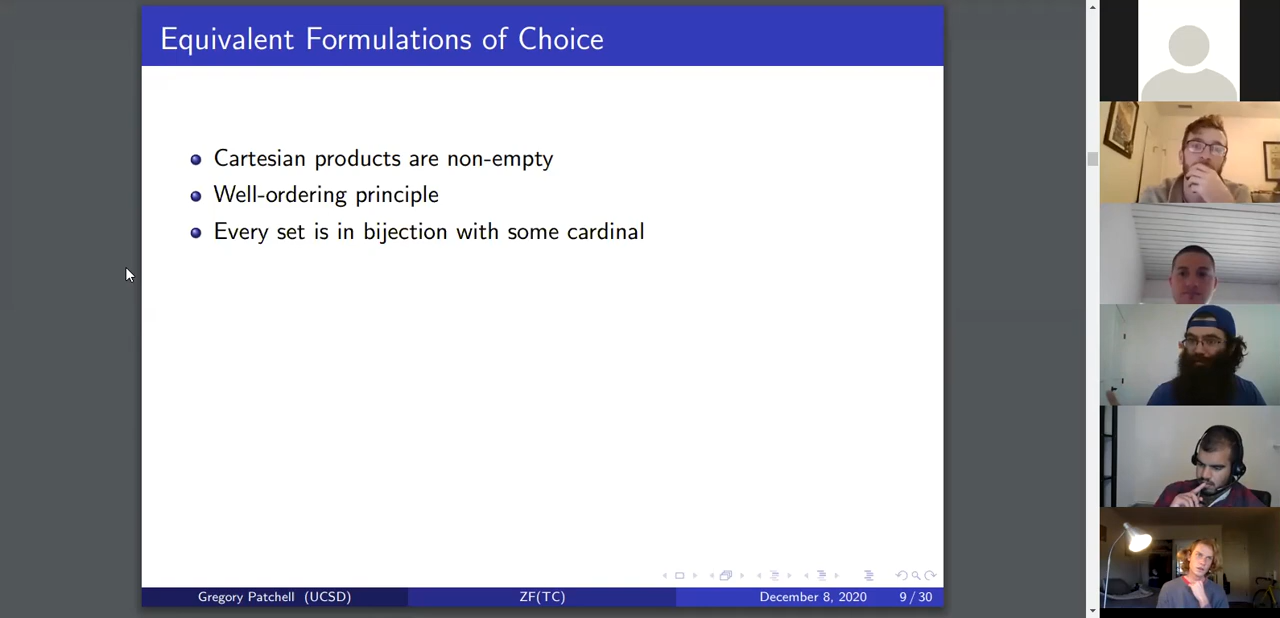 Equivalent Formulations of Choice
Cartesian products are non-empty
Well-ordering principle
Every set is in bijection with some cardinal
Gregory Patchell (UCSD) ZF(TC) December 8, 2020 9 / 30